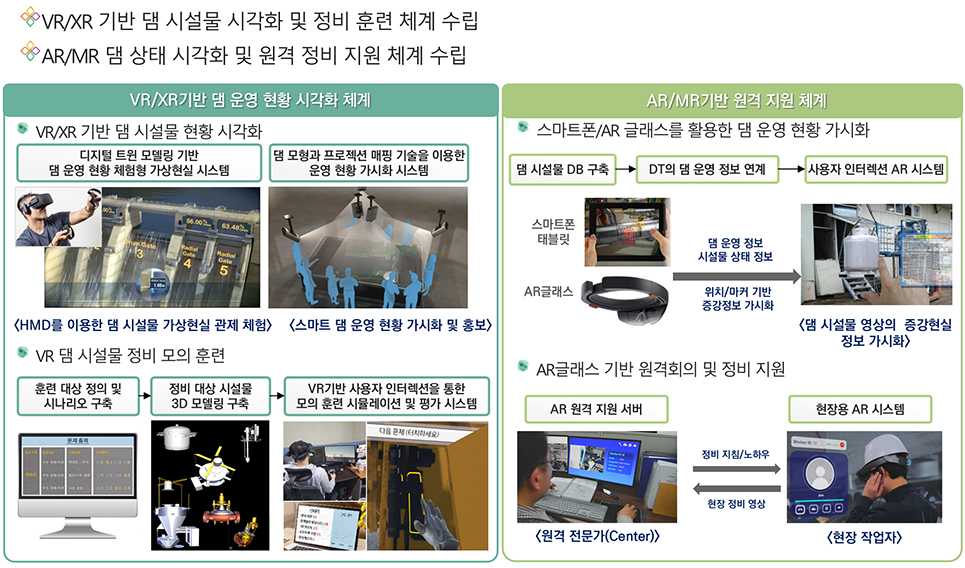 VR/XR 기반 댐 시설물 시각화 및 정비 훈련 체계 수립
AR/MR 댐 상태 시각화 및 원격 정비 지원 체계 수립
VR/XR기반 댐 운영 현황 시각화 체계
VR/XR 기반 댐 시설물 현황 시각화
디지털 트윈 모델링 기반
댐 운영 현황 체험형 가상현실 시스템
댐 모형과 프로젝션 매핑 기술을 이용한
운영 현황 가시화 시스템
56.00%
63.48%
Drum Gate
3
Radial
Gate
4
Radial
Gate
5
<HMD를 이용한 댐 시설물 가상현실 관제 체험>
<스마트 댐 운영 현황 가시화 및 홍보>
VR 댐 시설물 정비 모의 훈련
훈련 대상 정의 및
시나리오 구축
정비 대상 시설물
3D 모델링 구축
VR기반 사용자 인터렉션을 통한
모의 훈련 시뮬레이션 및 평가 시스템
문제 출제
다음 문제 (터치하세요)
AR/MR기반 원격 지원 체계
스마트폰/AR 글래스를 활용한 댐 운영 현황 가시화
댐 시설물 DB 구축
DT의 댐 운영 정보 연계
사용자 인터렉션 AR 시스템
스마트폰
태블릿
AR글래스
댐 운영 정보
시설물 상태 정보
위치/마커 기반
증강정보 가시화
<댐 시설물 영상의 증강현실
정보 가시화>
AR글래스 기반 원격회의 및 정비 지원
AR 원격 지원 서버
현장용 AR 시스템
정비 지침/노하우
현장 정비 영상
<원격 전문가(Center)>
<현장 작업자>